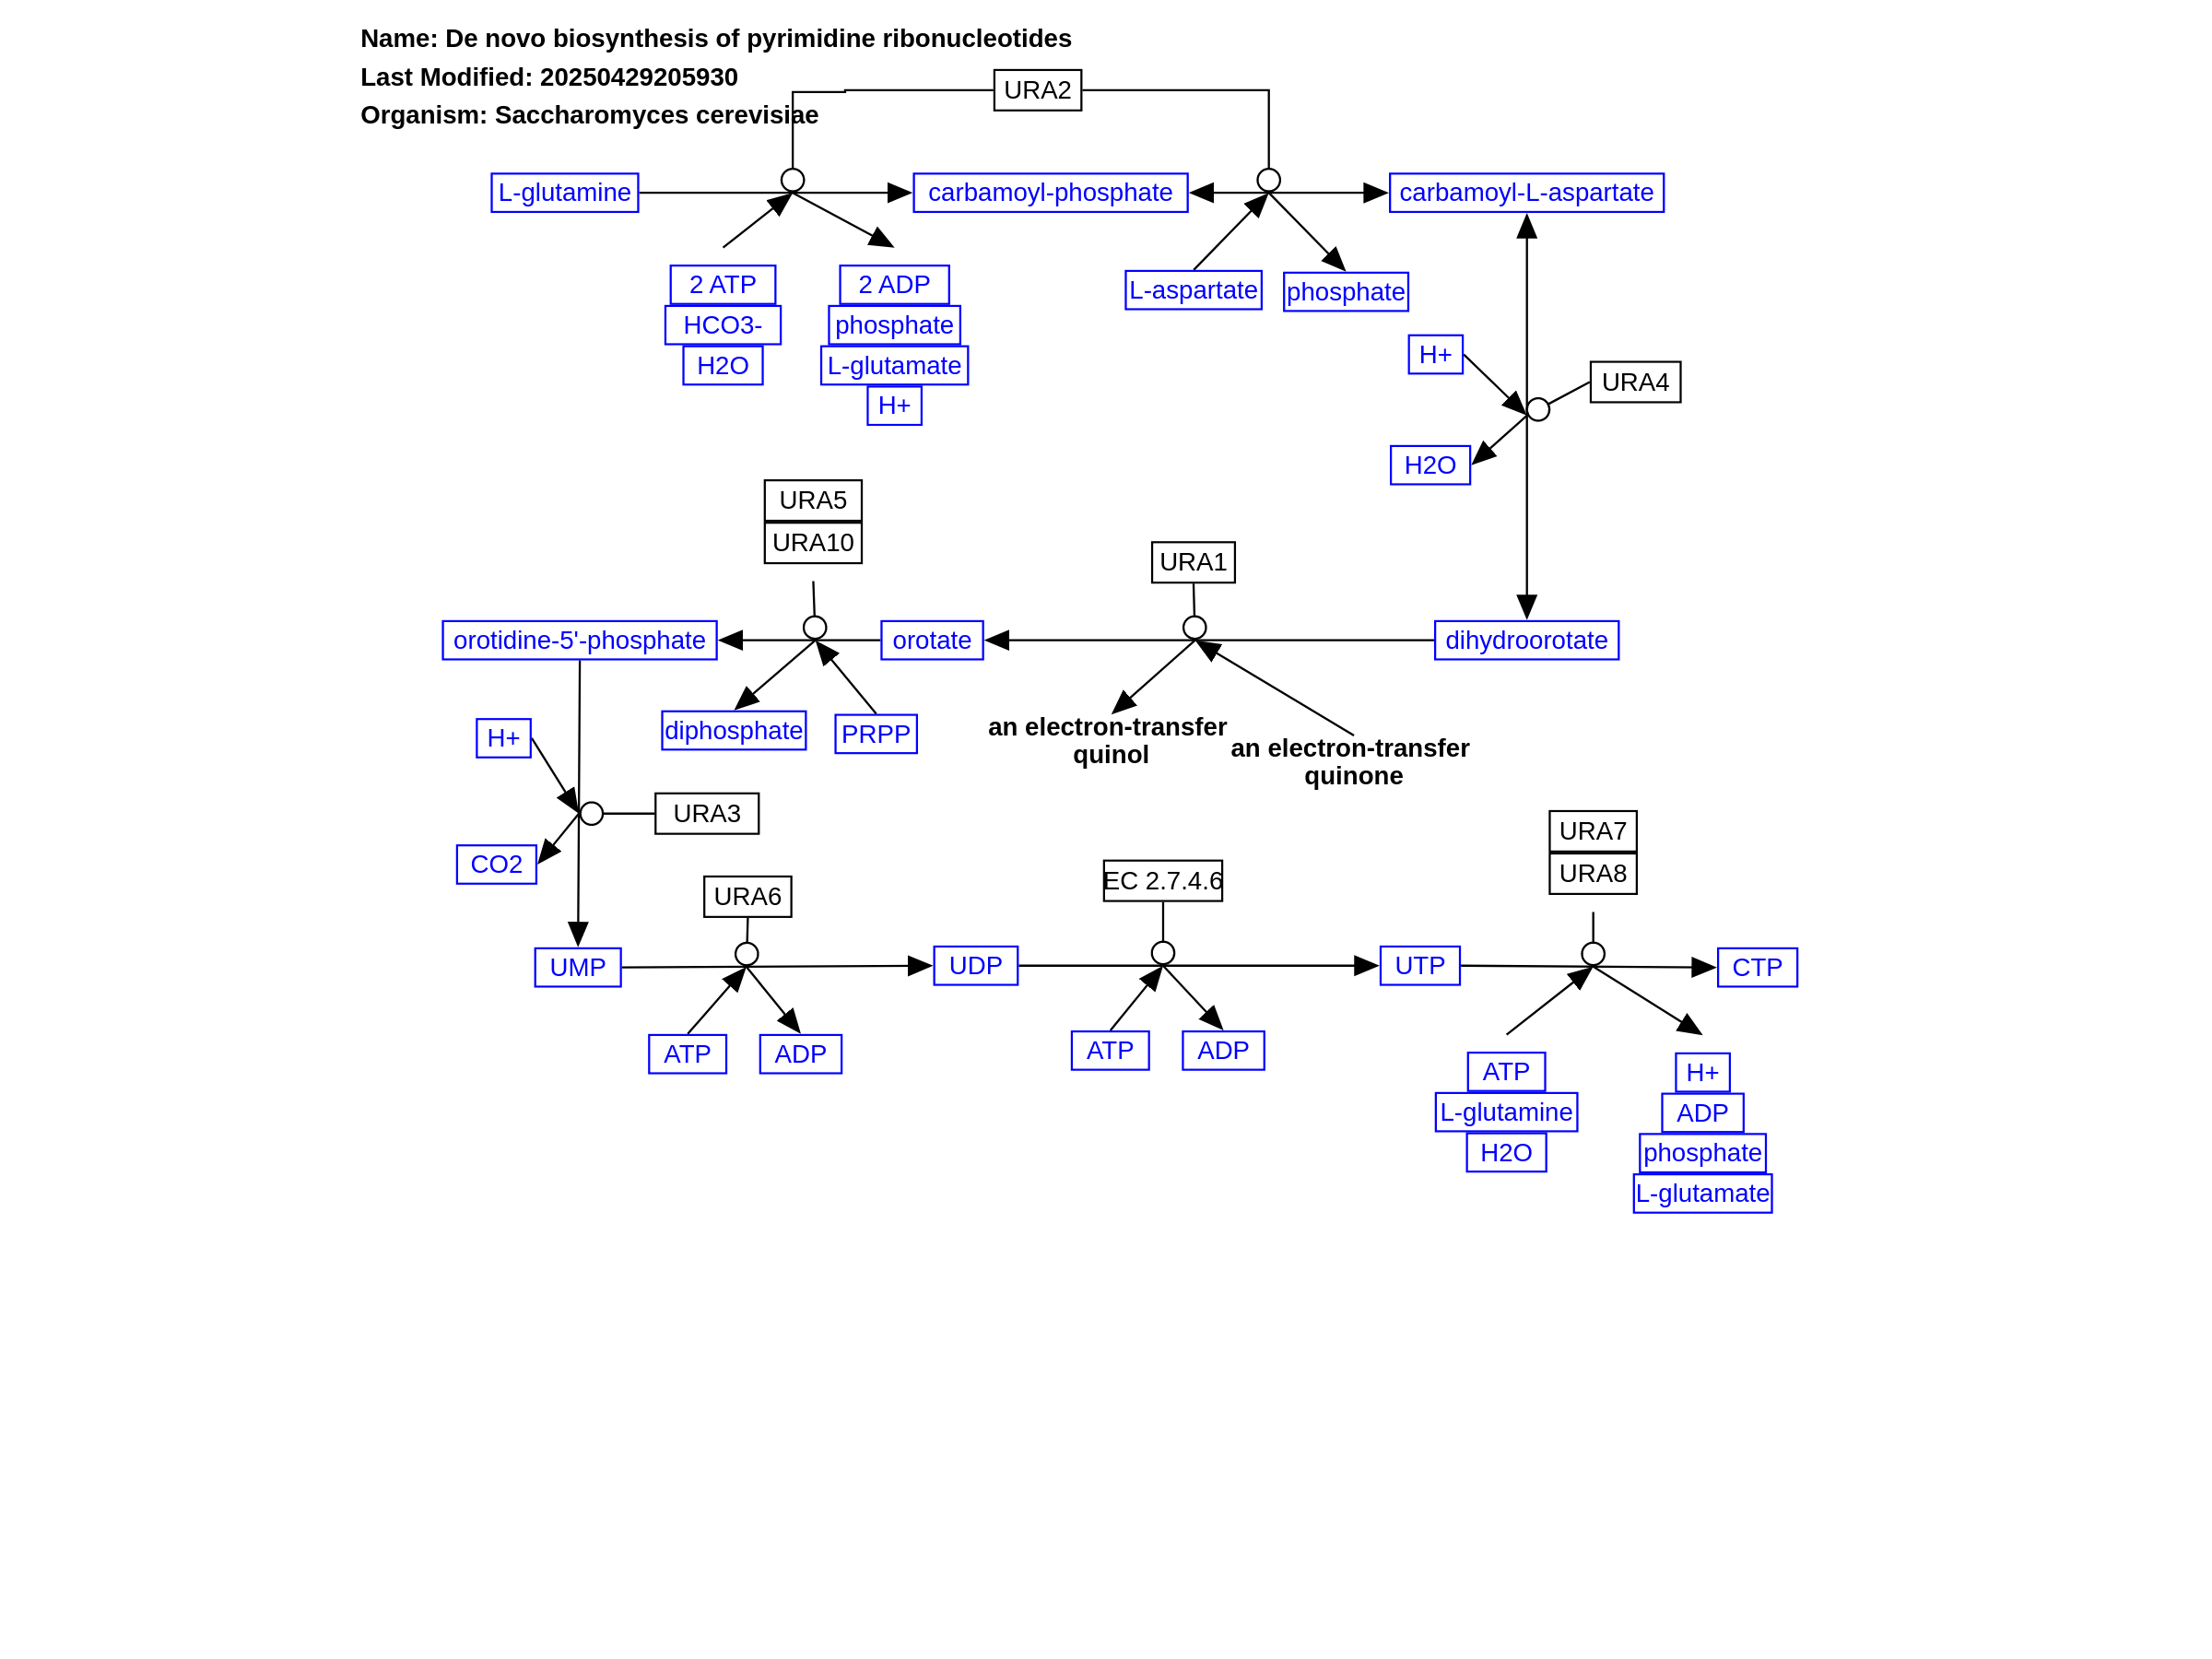 Name: De novo biosynthesis of pyrimidine ribonucleotides
Last Modified: 20250429205930
Organism: Saccharomyces cerevisiae
URA2
L-glutamine
carbamoyl-phosphate
carbamoyl-L-aspartate
2 ATP
HCO3-
H2O
2 ADP
phosphate
L-glutamate
H+
L-aspartate
phosphate
H+
URA4
H2O
URA5
URA10
URA1
orotidine-5'-phosphate
orotate
dihydroorotate
diphosphate
PRPP
an electron-transfer
quinol
an electron-transfer
quinone
H+
URA3
CO2
URA6
EC 2.7.4.6
URA7
URA8
UMP
UDP
UTP
CTP
ATP
ADP
ATP
ADP
ATP
L-glutamine
H2O
H+
ADP
phosphate
L-glutamate